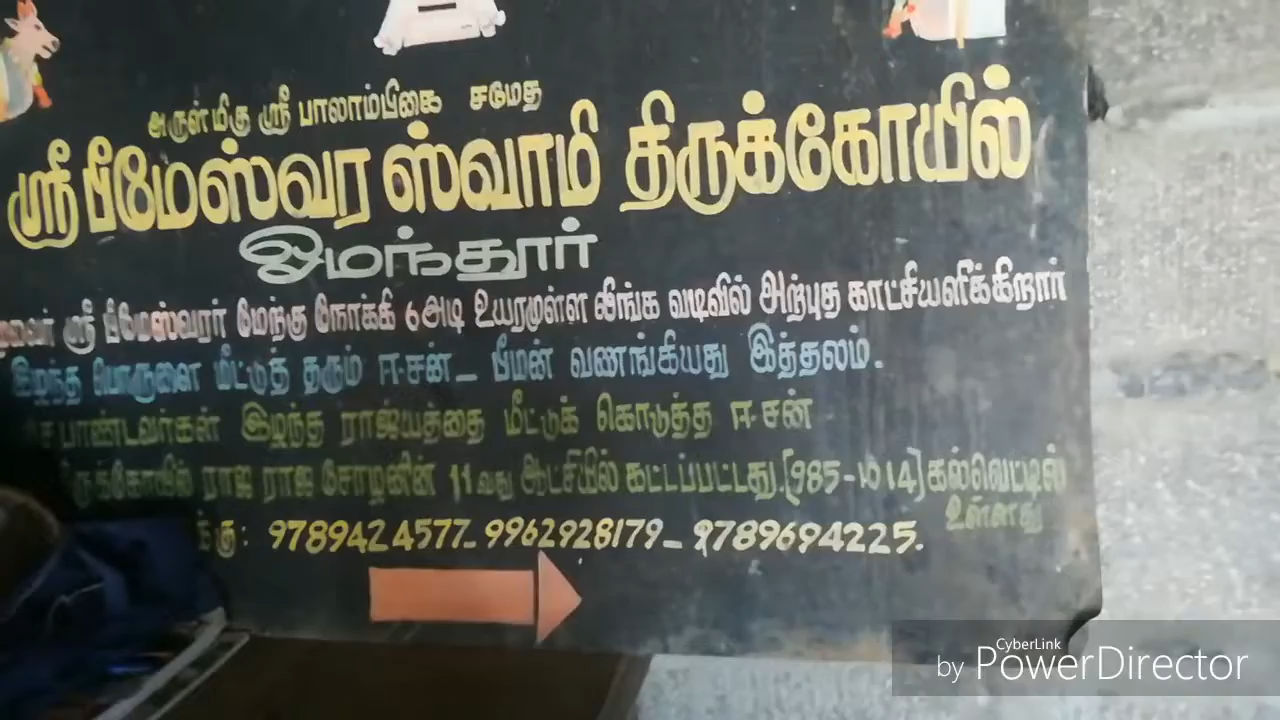 அருள்மிகு ஸ்ரீ பாலாம்பிகை சமேத
ஸ்ரீ பீமேஸ்வர ஸ்வாமி திருக்கோயில்
ஓமந்தூர்
ஸ்ரீ பீமேஸ்வரர் மேற்கு நோக்கி 6அடி உயரமுள்ள லிங்க வடிவில் அற்புத காட்சியளிக்கிறார்
இழந்த பொருளை மீட்டுத் தரும் ஈசன்_ பீமன் வணங்கியது இத்தலம்.
பாண்டவர்கள் இழந்த ராஜ்யத்தை மீட்டுக் கொடுத்த ஈசன்
ராஜ ராஜ சோழனின் 11வது ஆட்சியில் கட்டப்பட்டது.(985-1014)கல்வெட்டில்
உள்ளது
9789424577_9962928179_9789694225.
CyberLink
by PowerDirector